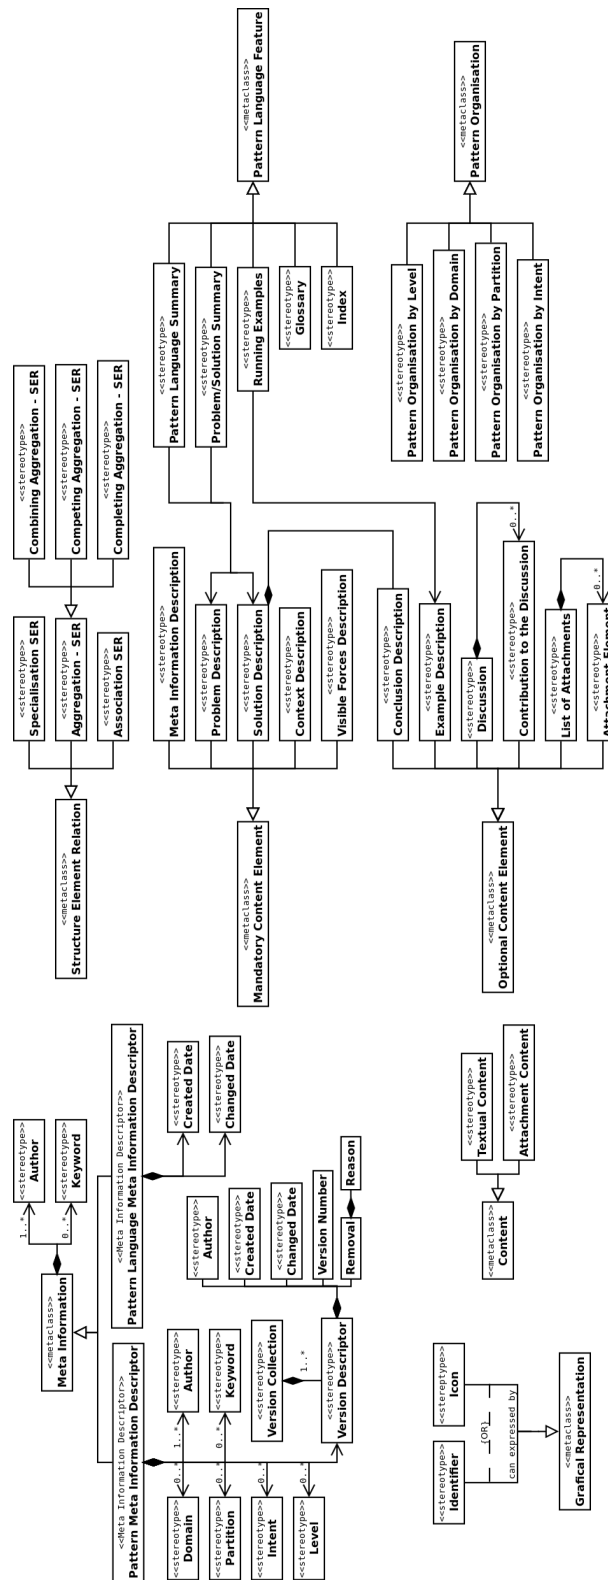 <<metaclass>>
Meta Information
<<stereotype>>
Author
<<stereotype>>
Keyword
1..*
0..*
<<Meta Information Descriptor>>
Pattern Meta Information Descriptor
<<Meta Information Descriptor>>
Pattern Language Meta Information Descriptor
<<stereotype>>
Domain
<<stereotype>>
Partition
<<stereotype>>
Intent
<<stereotype>>
Level
0..*
0..*
0..*
0..*
1..*
0..*
<<stereotype>>
Author
<<stereotype>>
Keyword
<<stereotype>>
Version Collection
1..*
<<stereotype>>
Version Descriptor
<<stereotype>>
Author
<<stereotype>>
Created Date
<<stereotype>>
Changed Date
Version Number
Removal
Reason
<<stereotype>>
Created Date
<<stereotype>>
Changed Date
<<stereotype>>
Identifier
<<stereotype>>
Icon
{OR}
can expressed by
<<metaclass>>
Grafical Representation
<<metaclass>>
Content
<<stereotype>>
Textual Content
<<stereotype>>
Attachment Content
<<metaclass>>
Structure Element Relation
<<stereotype>>
Specialisation SER
<<stereotype>>
Aggregation - SER
<<stereotype>>
Association SER
<<stereotype>>
Combining Aggregation - SER
<<stereotype>>
Competing Aggregation - SER
<<stereotype>>
Completing Aggregation - SER
<<metaclass>>
Mandatory Content Element
<<stereotype>>
Meta Information Description
<<stereotype>>
Problem Description
<<stereotype>>
Solution Description
<<stereotype>>
Context Description
<<stereotype>>
Visible Forces Description
<<metaclass>>
Optional Content Element
<<stereotype>>
Conclusion Description
<<stereotype>>
Example Description
<<stereotype>>
Discussion
<<stereotype>>
Contribution to the Discussion
0..*
<<stereotype>>
List of Attachments
<<stereotype>>
Attachment Element
0..*
<<stereotype>>
Pattern Language Summary
<<stereotype>>
Problem/Solution Summary
<<stereotype>>
Running Examples
<<stereotype>>
Glossary
<<stereotype>>
Index
<<metaclass>>
Pattern Language Feature
<<stereotype>>
Pattern Organisation by Level
<<stereotype>>
Pattern Organisation by Domain
<<stereotype>>
Pattern Organisation by Partition
<<stereotype>>
Pattern Organisation by Intent
<<metaclass>>
Pattern Organisation